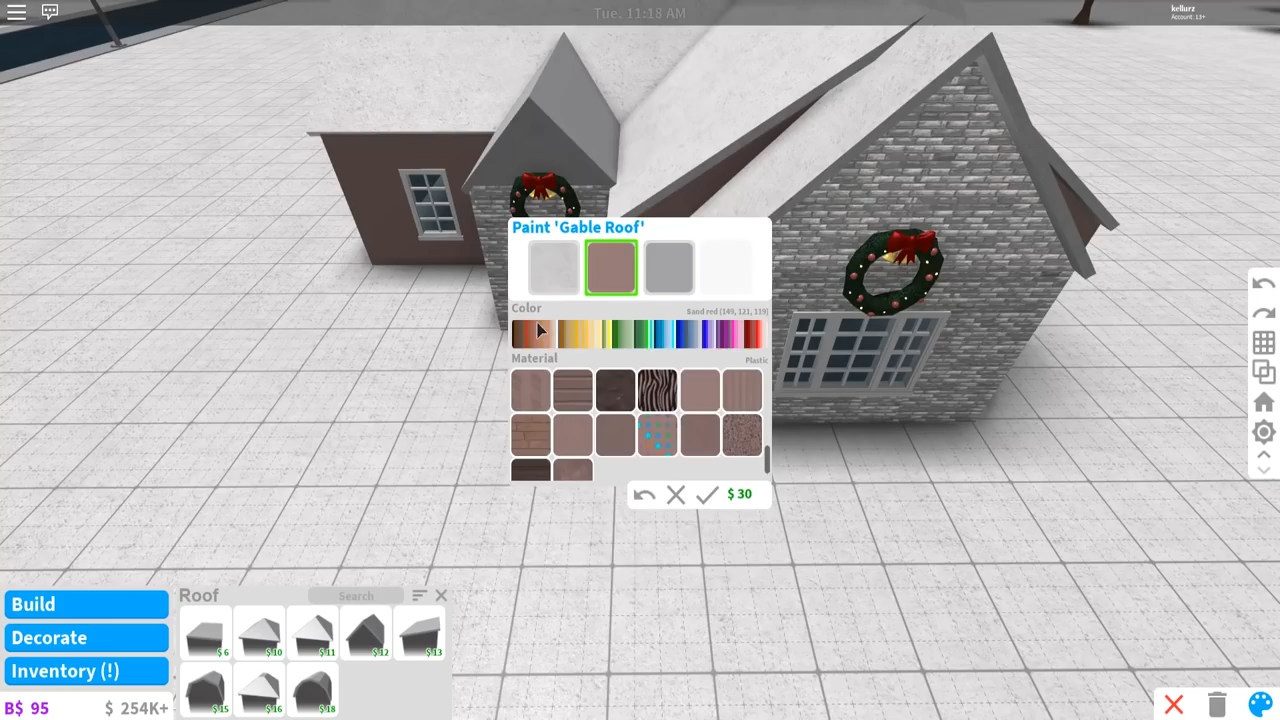 Tue. 11:18 AM
kellurz
Account: 13+
Paint 'Gable Roof'
Color
Sand red (149, 121, 119)
Material
Plastic
$ 30
Roof
Search
$ 6
$10
$11
$12
$13
$15
$16
$18
Build
Decorate
Inventory (!)
B$ 95
$ 254K+